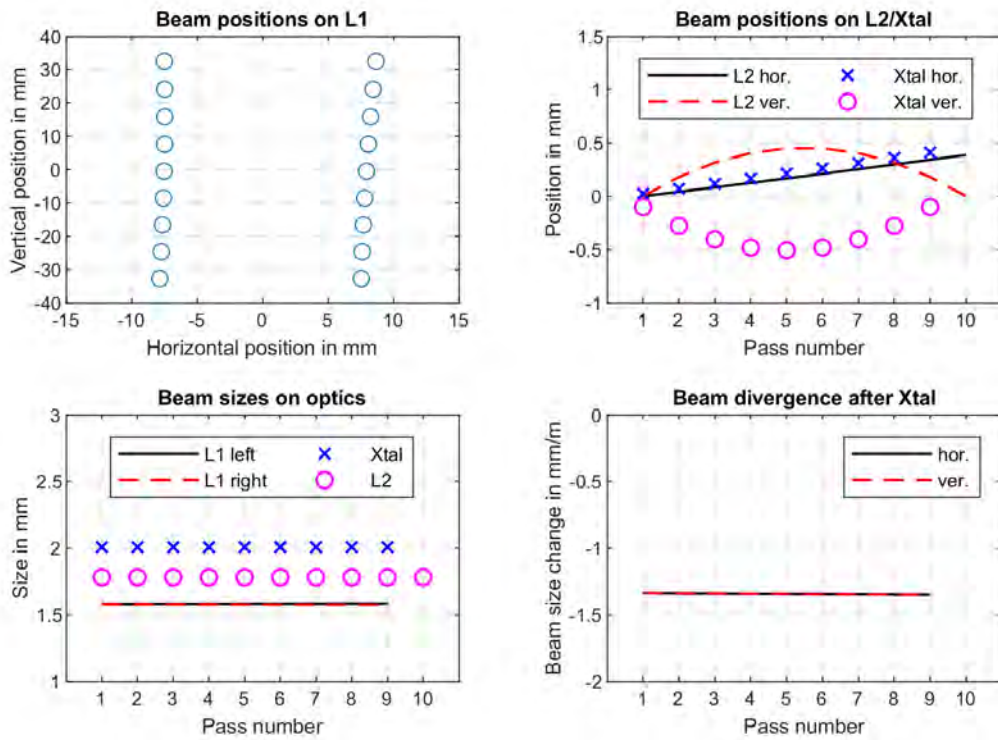 Beam positions on L1
Vertical position in mm
40
30
20
10
0
-10
-20
-30
-40
-15 -10 -5 0 5 10 15
Horizontal position in mm
Beam positions on L2/Xtal
Position in mm
1.5
1
0.5
0
-0.5
-1
L2 hor. Xtal hor.
L2 ver. Xtal ver.
1 2 3 4 5 6 7 8 9 10
Pass number
Beam sizes on optics
Size in mm
3
2.5
2
1.5
1
L1 left Xtal
L1 right L2
1 2 3 4 5 6 7 8 9 10
Pass number
Beam divergence after Xtal
Beam size change in mm/m
0
-0.5
-1
-1.5
-2
hor.
ver.
1 2 3 4 5 6 7 8 9 10
Pass number